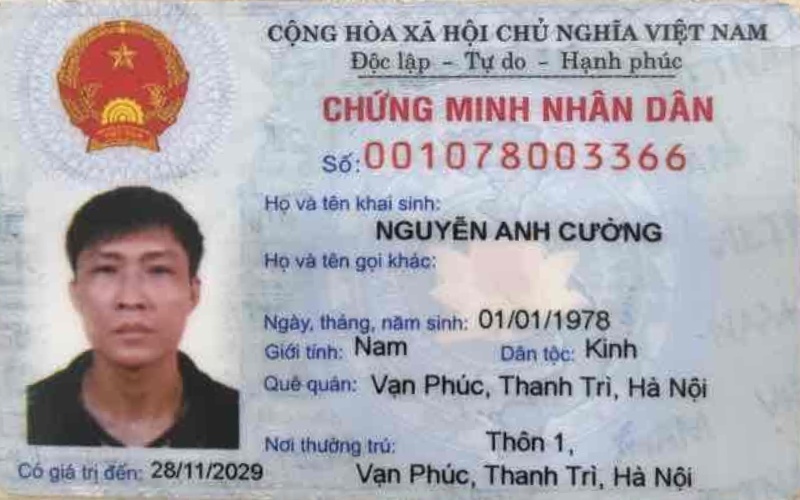 CỘNG HÒA XÃ HỘI CHỦ NGHĨA VIỆT NAM
Độc lập - Tự do - Hạnh phúc
CHỨNG MINH NHÂN DÂN
Số: 001078003366
Họ và tên khai sinh:
NGUYỄN ANH CƯỜNG
Họ và tên gọi khác:
Ngày, tháng, năm sinh: 01/01/1978
Giới tính: Nam Dân tộc: Kinh
Quê quán: Vạn Phúc, Thanh Trì, Hà Nội
Nơi thường trú: Thôn 1,
Vạn Phúc, Thanh Trì, Hà Nội
Có giá trị đến: 28/11/2029